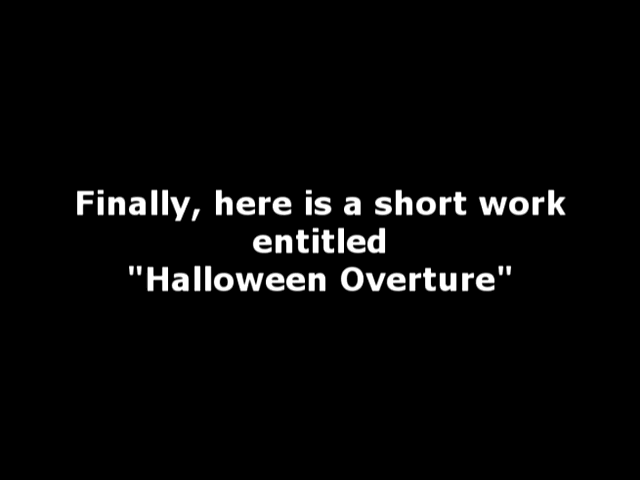 Finally, here is a short work
entitled
"Halloween Overture"